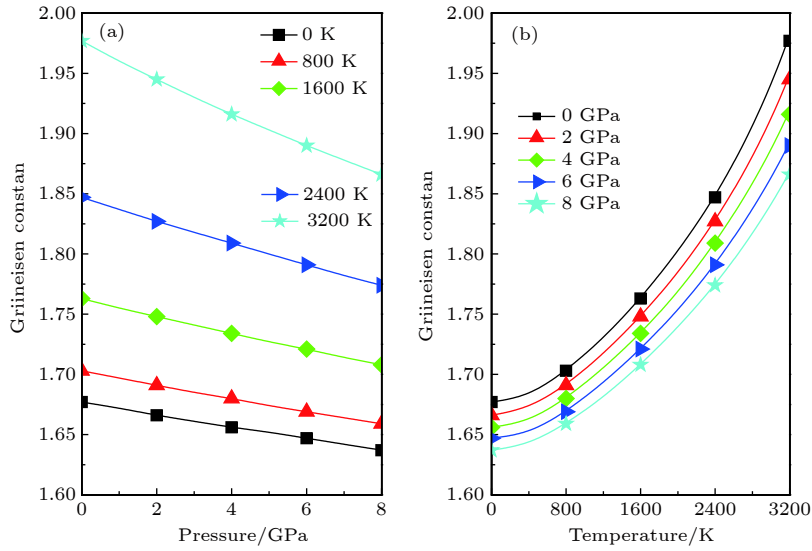 (a)
0 K
800 K
1600 K
2400 K
3200 K
2.00
1.95
1.90
1.85
1.80
1.75
1.70
1.65
1.60
Griineisen constan
0 2 4 6 8
Pressure/GPa
(b)
0 GPa
2 GPa
4 GPa
6 GPa
8 GPa
2.00
1.95
1.90
1.85
1.80
1.75
1.70
1.65
1.60
Griineisen constan
0 800 1600 2400 3200
Temperature/K